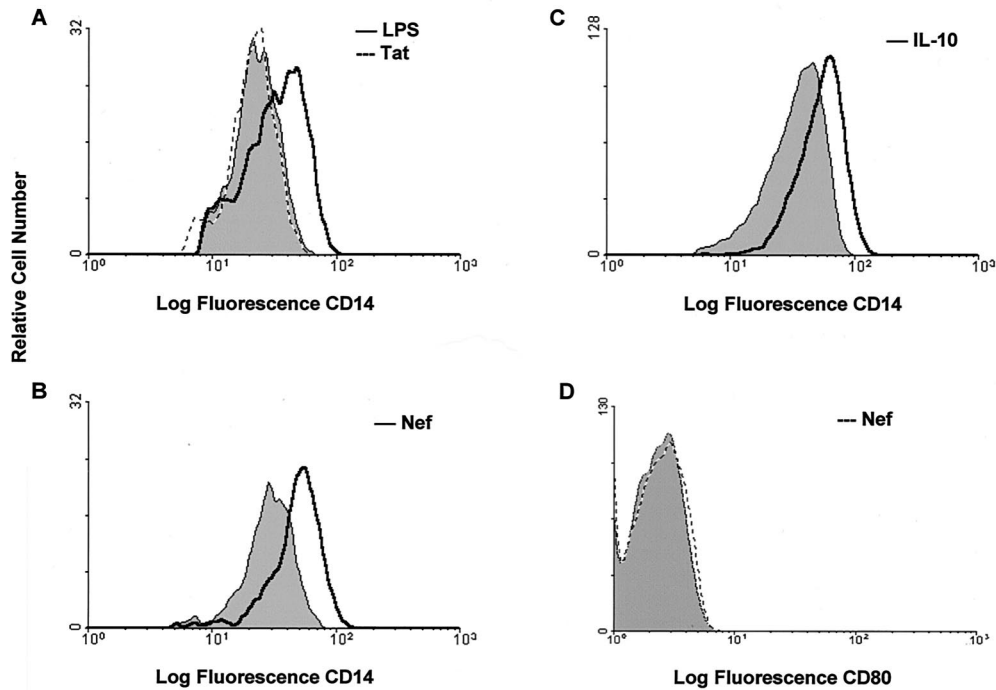 A
32
LPS
Tat
0
10⁰ 10¹ 10² 10³
Log Fluorescence CD14
C
128
IL-10
0
10⁰ 10¹ 10² 10³
Log Fluorescence CD14
Relative Cell Number
B
32
Nef
0
10⁰ 10¹ 10² 10³
Log Fluorescence CD14
D
130
Nef
0
10⁰ 10¹ 10² 10³
Log Fluorescence CD80